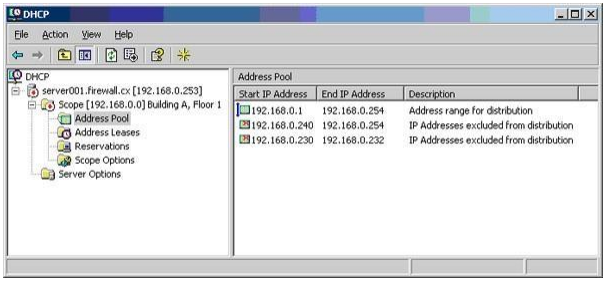 DHCP
File Action View Help
DHCP
server001.firewall.cx [192.168.0.253]
Scope [192.168.0.0] Building A, Floor 1
Address Pool
Address Leases
Reservations
Scope Options
Server Options
Address Pool
Start IP Address End IP Address Description
192.168.0.1 192.168.0.254 Address range for distribution
192.168.0.240 192.168.0.254 IP Addresses excluded from distribution
192.168.0.230 192.168.0.232 IP Addresses excluded from distribution